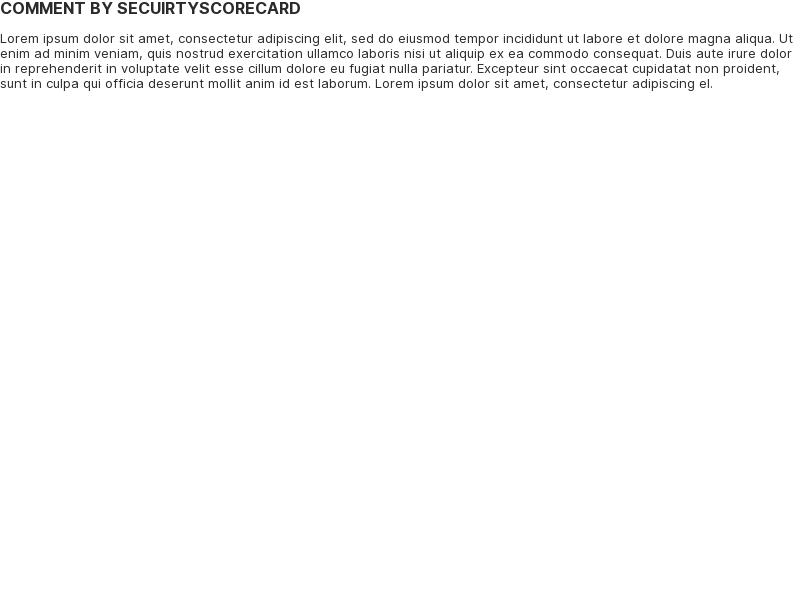 COMMENT BY SECUIRTYSCORECARD
Lorem ipsum dolor sit amet, consectetur adipiscing elit, sed do eiusmod tempor incididunt ut labore et dolore magna aliqua. Ut
enim ad minim veniam, quis nostrud exercitation ullamco laboris nisi ut aliquip ex ea commodo consequat. Duis aute irure dolor
in reprehenderit in voluptate velit esse cillum dolore eu fugiat nulla pariatur. Excepteur sint occaecat cupidatat non proident,
sunt in culpa qui officia deserunt mollit anim id est laborum. Lorem ipsum dolor sit amet, consectetur adipiscing el.